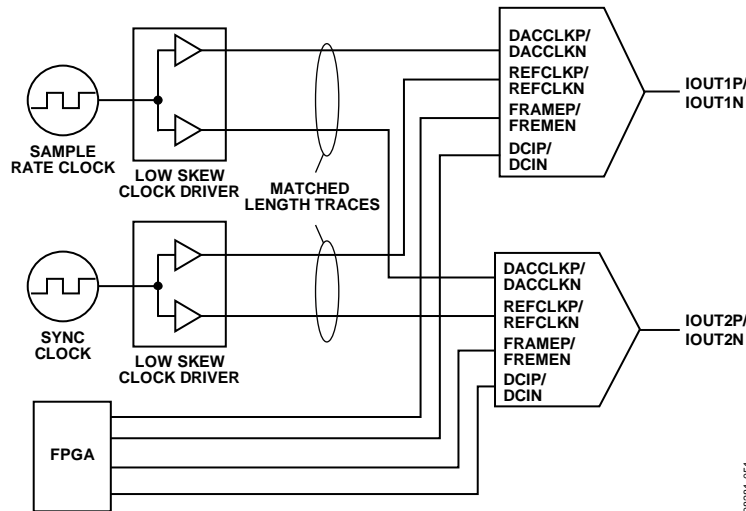 DACCLKP/
DACCLKN
REFCLKP/
REFCLKN
FRAMEP/
FREMEN
DCIP/
DCIN
IOUT1P/
IOUT1N
SAMPLE
RATE CLOCK
LOW SKEW
CLOCK DRIVER
MATCHED
LENGTH TRACES
DACCLKP/
DACCLKN
REFCLKP/
REFCLKN
FRAMEP/
FREMEN
DCIP/
DCIN
IOUT2P/
IOUT2N
SYNC
CLOCK
LOW SKEW
CLOCK DRIVER
FPGA